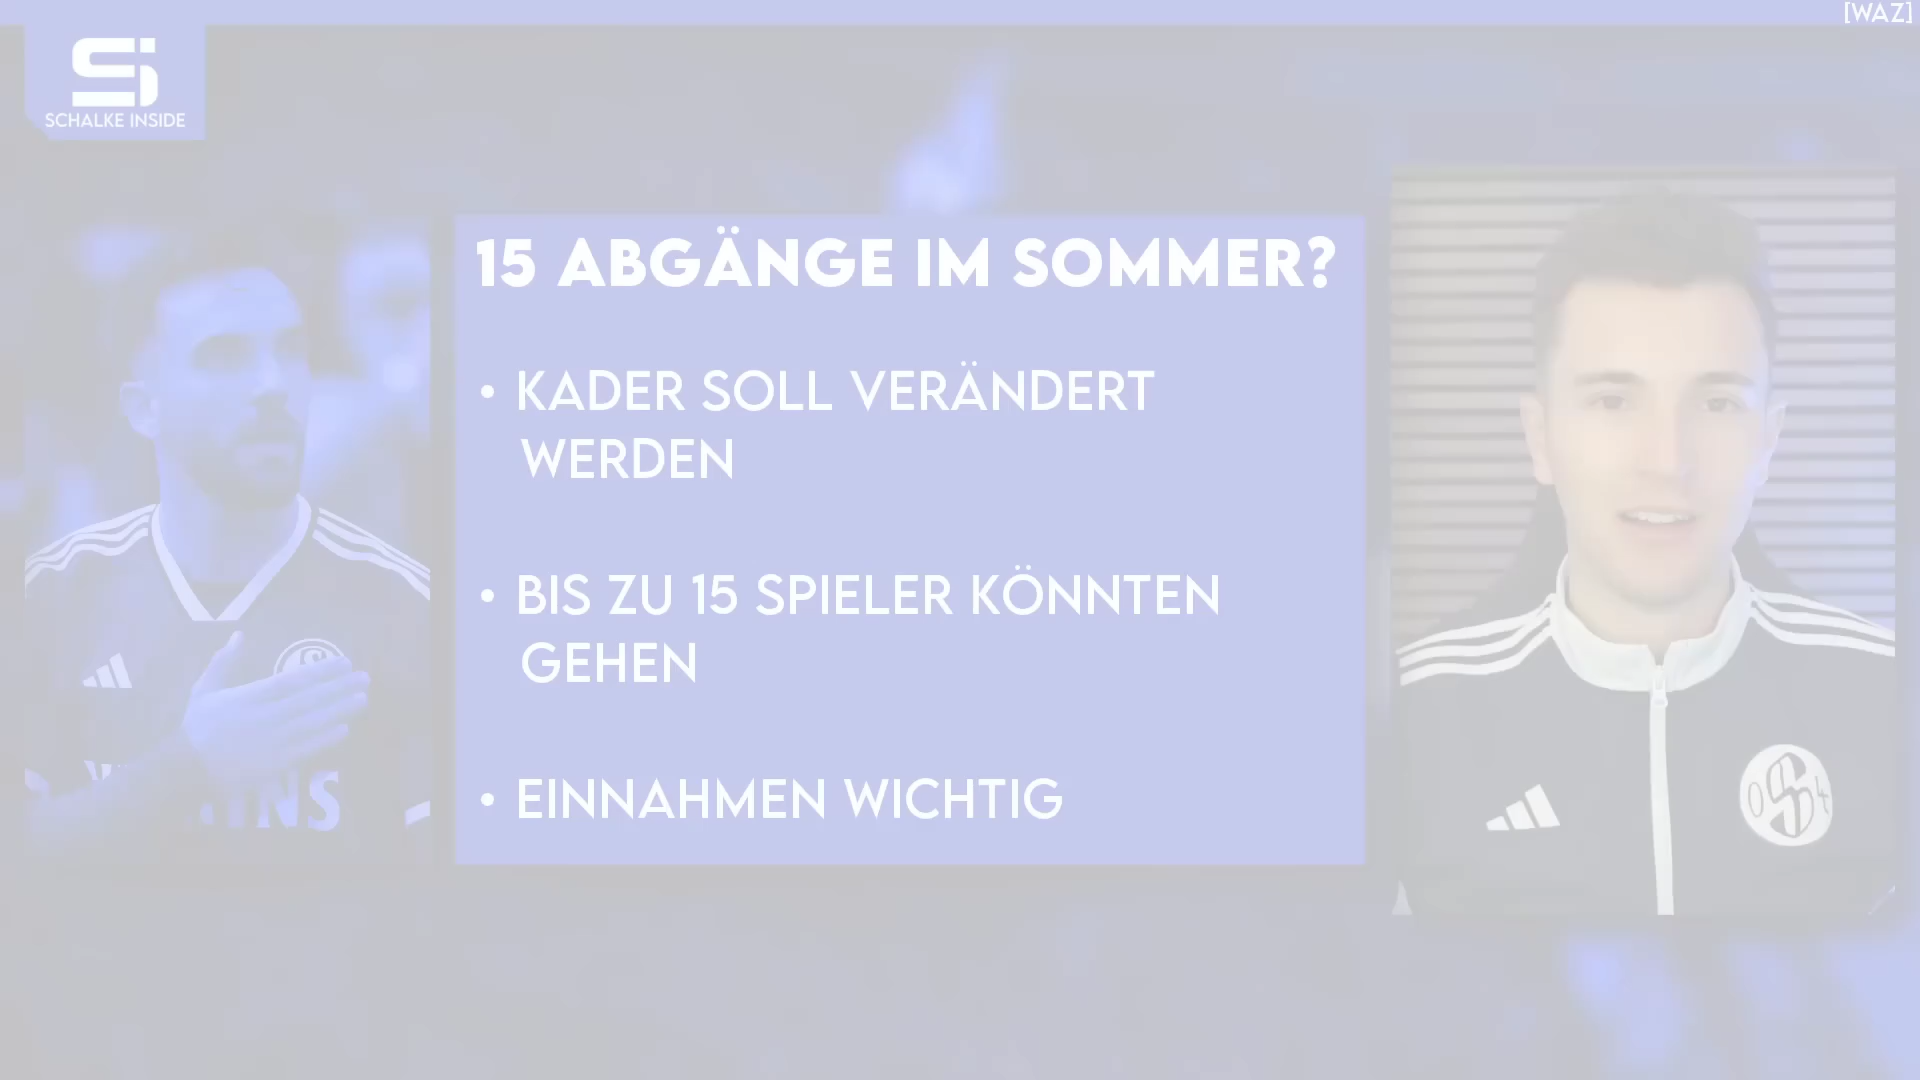 [WAZ]
SCHALKE INSIDE
15 ABGÄNGE IM SOMMER?
• KADER SOLL VERÄNDERT
WERDEN
• BIS ZU 15 SPIELER KÖNNTEN
GEHEN
• EINNAHMEN WICHTIG